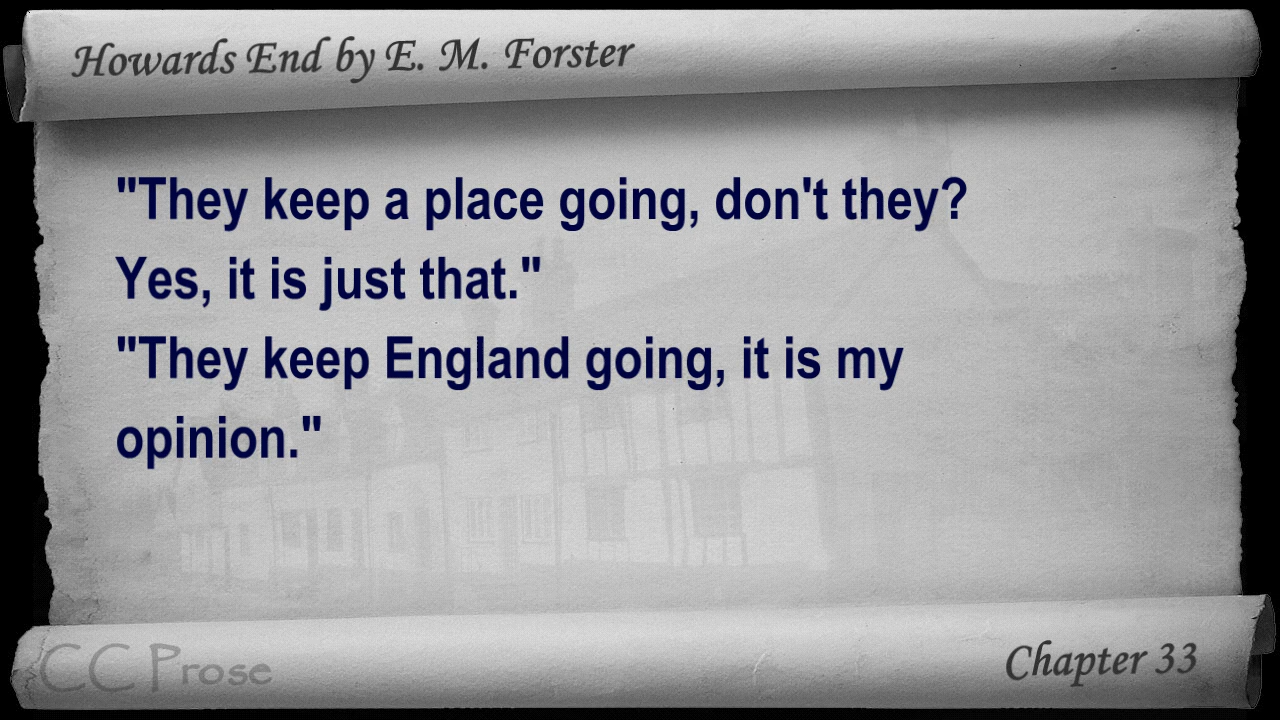 Howards End by E. M. Forster
"They keep a place going, don't they?
Yes, it is just that."
"They keep England going, it is my
opinion."
CC Prose
Chapter 33